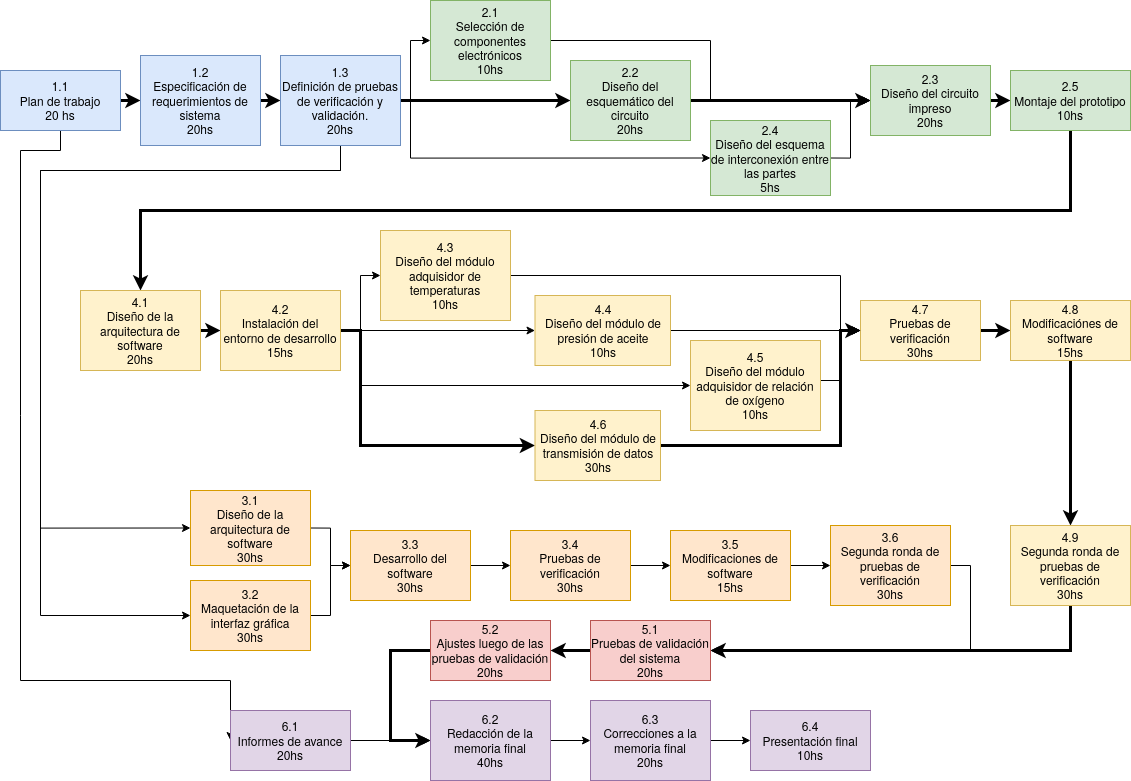 1.1
Plan de trabajo
20 hs
1.2
Especificación de
requerimientos de
sistema
20hs
1.3
Definición de pruebas
de verificación y
validación.
20hs
2.1
Selección de
componentes
electrónicos
10hs
2.2
Diseño del
esquemático del
circuito
20hs
2.4
Diseño del esquema
de interconexión entre
las partes
5hs
2.3
Diseño del circuito
impreso
20hs
2.5
Montaje del prototipo
10hs
4.1
Diseño de la
arquitectura de
software
20hs
4.2
Instalación del
entorno de desarrollo
15hs
4.3
Diseño del módulo
adquisidor de
temperaturas
10hs
4.4
Diseño del módulo de
presión de aceite
10hs
4.5
Diseño del módulo
adquisidor de relación
de oxígeno
10hs
4.6
Diseño del módulo de
transmisión de datos
30hs
4.7
Pruebas de
verificación
30hs
4.8
Modificaciónes de
software
15hs
3.1
Diseño de la
arquitectura de
software
30hs
3.2
Maquetación de la
interfaz gráfica
30hs
3.3
Desarrollo del
software
30hs
3.4
Pruebas de
verificación
30hs
3.5
Modificaciones de
software
15hs
3.6
Segunda ronda de
pruebas de
verificación
30hs
4.9
Segunda ronda de
pruebas de
verificación
30hs
5.2
Ajustes luego de las
pruebas de validación
20hs
5.1
Pruebas de validación
del sistema
20hs
6.1
Informes de avance
20hs
6.2
Redacción de la
memoria final
40hs
6.3
Correcciones a la
memoria final
20hs
6.4
Presentación final
10hs